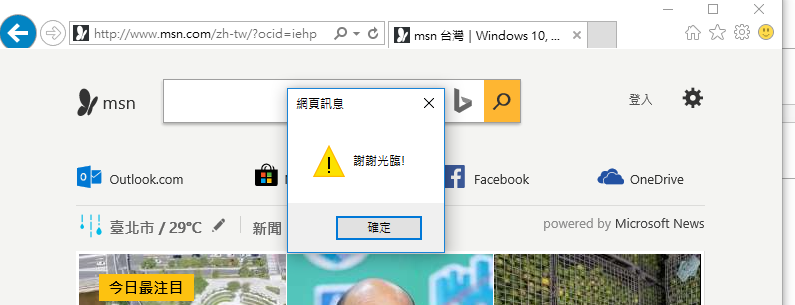 http://www.msn.com/zh-tw/?ocid=iehp
msn 台灣 | Windows 10, ...
msn
網頁訊息
登入
謝謝光臨!
Outlook.com
Facebook
OneDrive
臺北市 / 29°C
新聞
確定
powered by Microsoft News
今日最注目